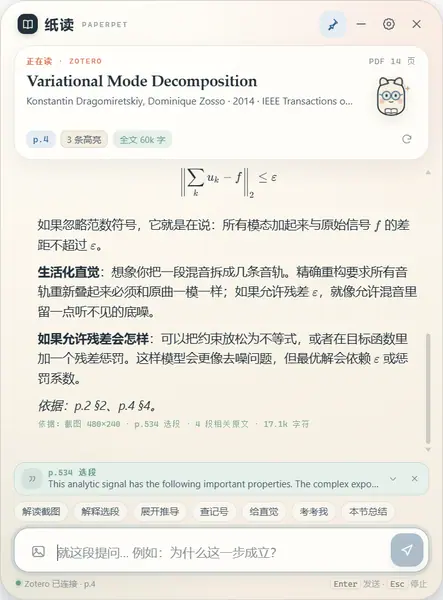 纸读 PAPERPET
正在读 · ZOTERO PDF 14 页
Variational Mode Decomposition
Konstantin Dragomiretskiy, Dominique Zosso · 2014 · IEEE Transactions o...
p.4 3 条高亮 全文 60k 字
‖∑ₖ uₖ − f‖₂ ≤ ε
如果忽略范数符号，它就是在说：所有模态加起来与原始信号 f 的差
距不超过 ε。
生活化直觉：想象你把一段混音拆成几条音轨。精确重构要求所有音
轨重新叠起来必须和原曲一模一样；如果允许残差 ε，就像允许混音里
留一点听不见的底噪。
如果允许残差会怎样：可以把约束放松为不等式，或者在目标函数里
加一个残差惩罚。这样模型会更像去噪问题，但最优解会依赖 ε 或惩
罚系数。
依据：p.2 §2、p.4 §4。
依据：截图 480×240 · p.534 选段 · 4 段相关原文 · 17.1k 字符
p.534 选段
This analytic signal has the following important properties. The complex expo...
解读截图 解释选段 展开推导 查记号 给直觉 考考我 本节总结
就这段提问... 例如：为什么这一步成立？
Zotero 已连接 · p.4 Enter 发送 · Esc 停止